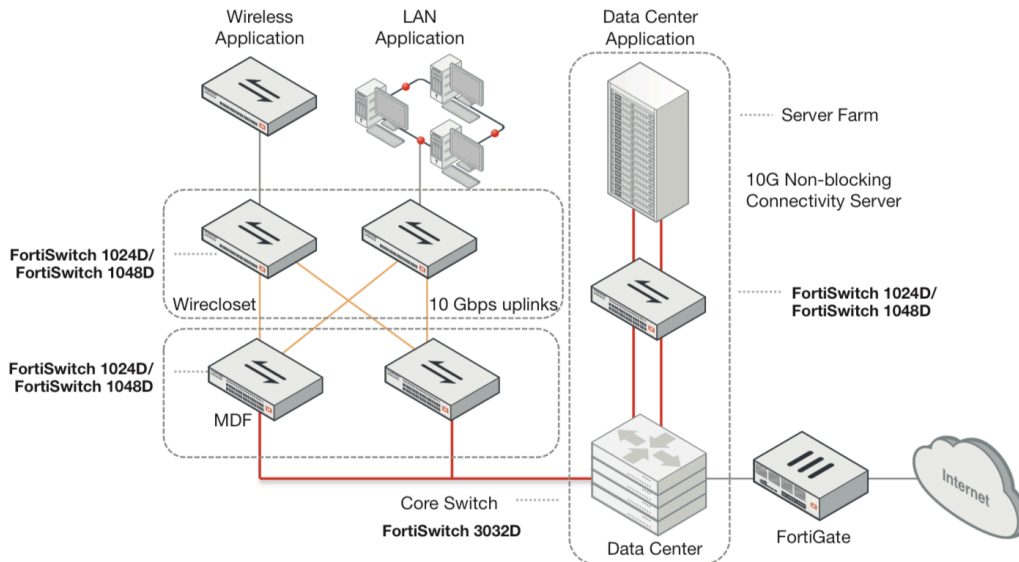 Wireless
Application
LAN
Application
Data Center
Application
Server Farm
10G Non-blocking
Connectivity Server
FortiSwitch 1024D/
FortiSwitch 1048D
Wirecloset
10 Gbps uplinks
FortiSwitch 1024D/
FortiSwitch 1048D
FortiSwitch 1024D/
FortiSwitch 1048D
MDF
Core Switch
FortiSwitch 3032D
Data Center
FortiGate
Internet